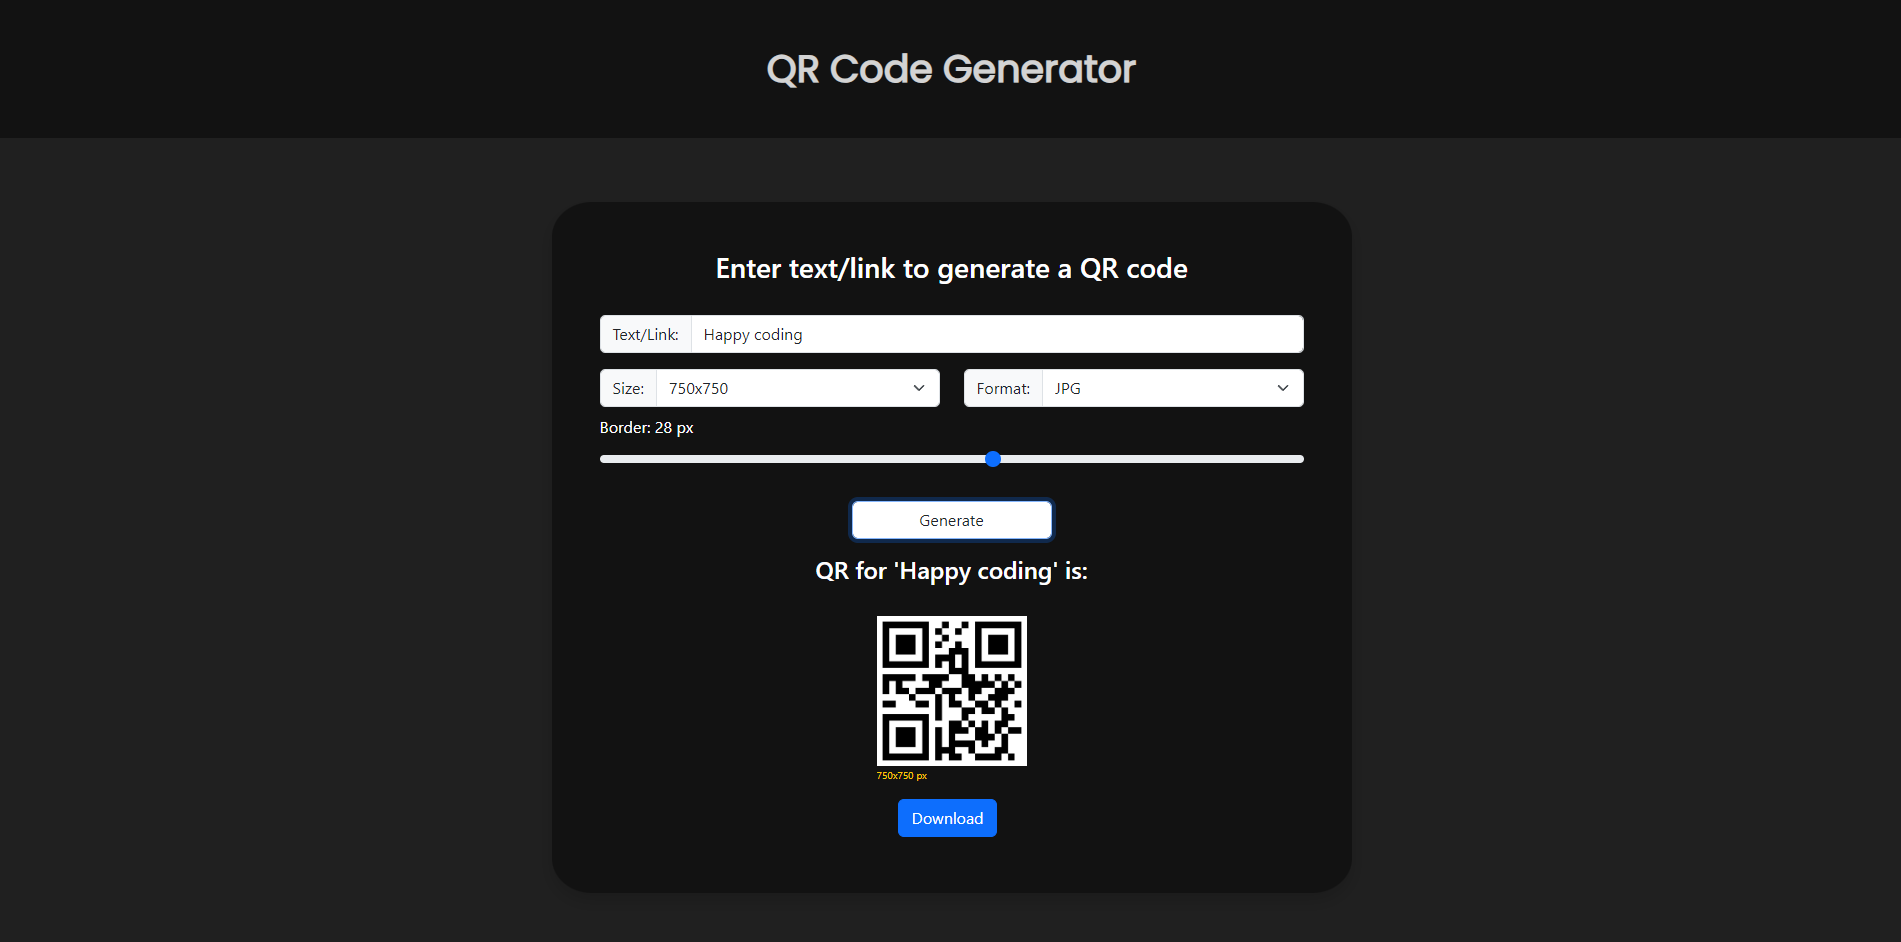 QR Code Generator
Enter text/link to generate a QR code
Text/Link: Happy coding
Size: 750x750 Format: JPG
Border: 28 px
Generate
QR for 'Happy coding' is:
750x750 px
Download